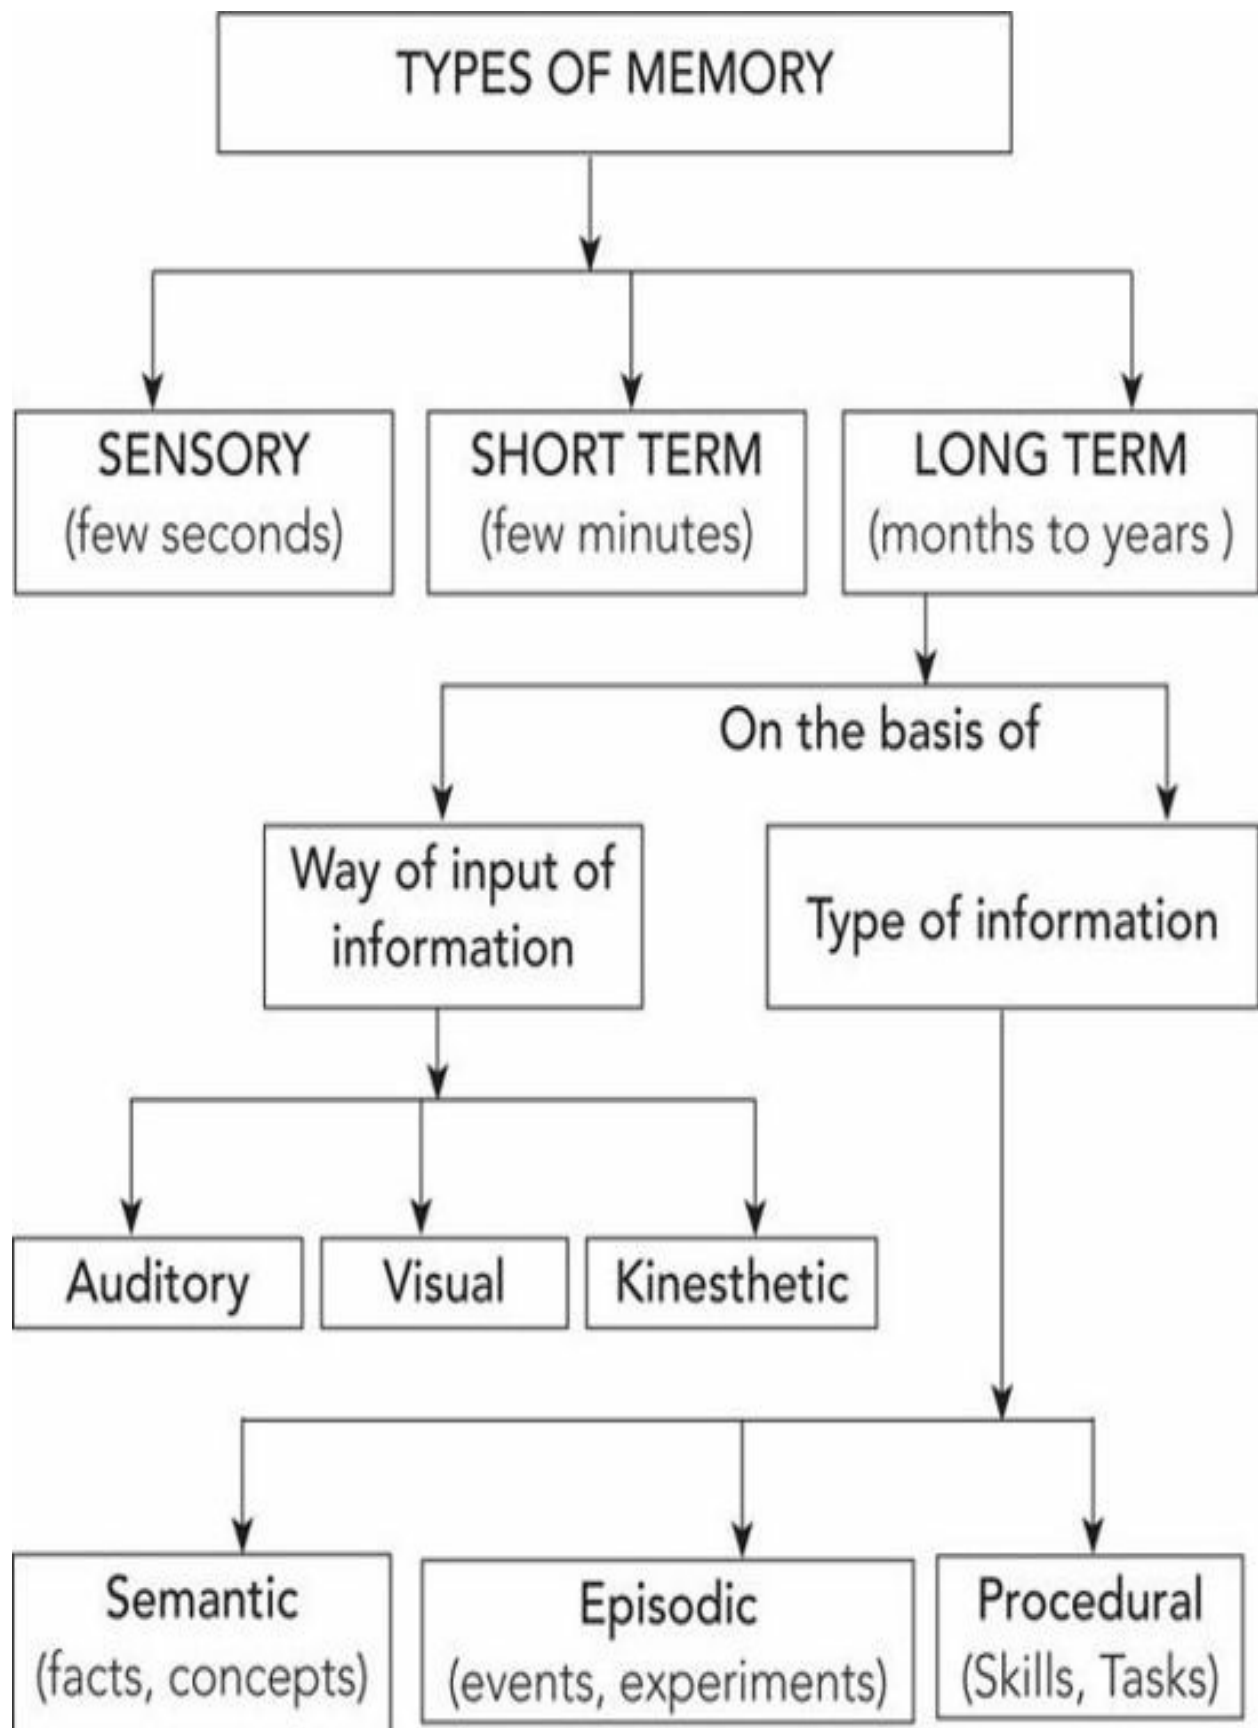 TYPES OF MEMORY
SENSORY
(few seconds)
SHORT TERM
(few minutes)
LONG TERM
(months to years )
On the basis of
Way of input of
information
Type of information
Auditory
Visual
Kinesthetic
Semantic
(facts, concepts)
Episodic
(events, experiments)
Procedural
(Skills, Tasks)